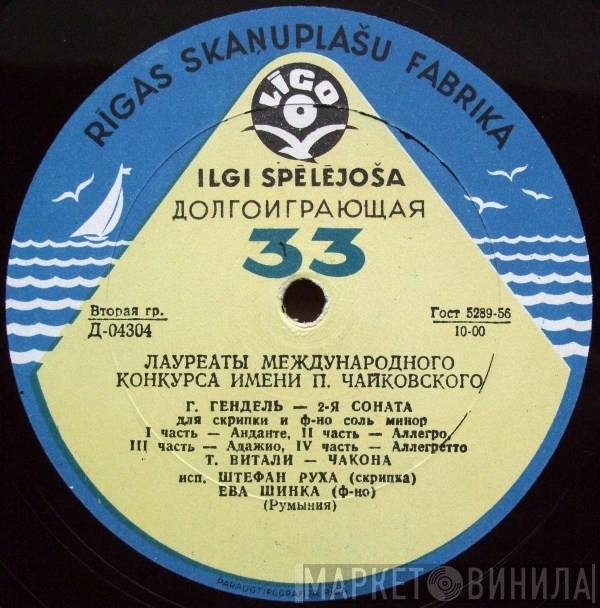 RĪGAS SKAŅUPLAŠU FABRIKA
LĪGO
ILGI SPĒLĒJOŠA
ДОЛГОИГРАЮЩАЯ
33
Вторая гр.
Д-04304
Гост 5289-56
10-00
ЛАУРЕАТЫ МЕЖДУНАРОДНОГО
КОНКУРСА ИМЕНИ П. ЧАЙКОВСКОГО
Г. ГЕНДЕЛЬ — 2-Я СОНАТА
для скрипки и ф-но соль минор
I часть — Анданте, II часть — Аллегро,
III часть — Адажио, IV часть — Аллегретто
Т. ВИТАЛИ — ЧАКОНА
исп. ШТЕФАН РУХА (скрипка)
ЕВА ШИНКА (ф-но)
(Румыния)
МАРКЕТ ВИНИЛА